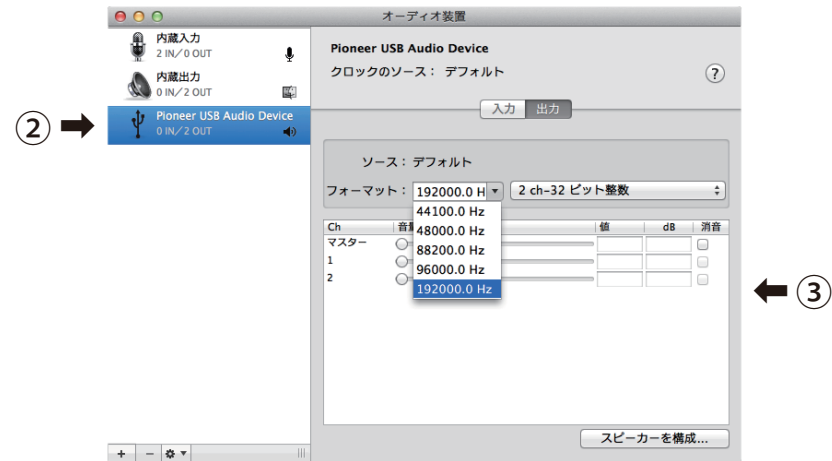 オーディオ装置
内蔵入力
2 IN/0 OUT
内蔵出力
0 IN/2 OUT
②
Pioneer USB Audio Device
0 IN/2 OUT
Pioneer USB Audio Device
クロックのソース： デフォルト
?
入力 出力
ソース：デフォルト
フォーマット： 192000.0 H 2 ch-32 ビット整数
44100.0 Hz
48000.0 Hz
88200.0 Hz
96000.0 Hz
192000.0 Hz
Ch 音量 値 dB 消音
マスター
1
2
③
スピーカーを構成...
+ −